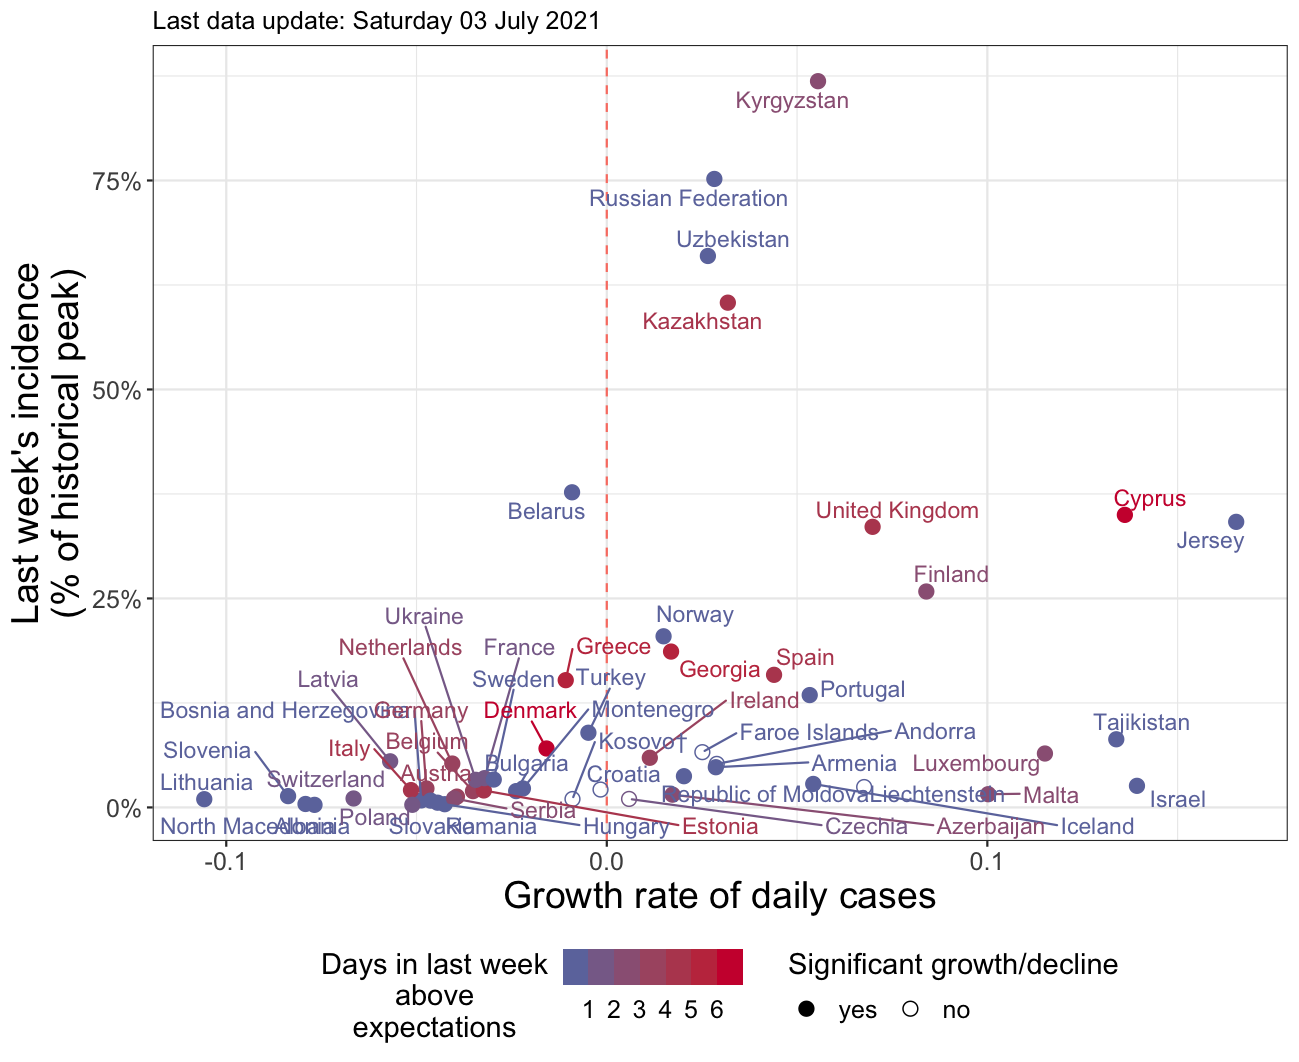 Last data update: Saturday 03 July 2021
Kyrgyzstan
75%
Russian Federation
Uzbekistan
Kazakhstan
50%
Last week's incidence
(% of historical peak)
Belarus
United Kingdom
Cyprus
Jersey
Finland
25%
Ukraine
Norway
Netherlands
France
Greece
Georgia
Spain
Latvia
Sweden
Turkey
Portugal
Ireland
Bosnia and Herzegovina
Germany
Denmark
Montenegro
Tajikistan
Slovenia
Italy
Belgium
Kosovo
Faroe Islands
Andorra
Bulgaria
Armenia
Luxembourg
Lithuania
Switzerland
Austria
Croatia
Republic of Moldova
Liechtenstein
Malta
Israel
0%
Poland
Serbia
North Macedonia
Albania
Slovakia
Romania
Hungary
Estonia
Czechia
Azerbaijan
Iceland
-0.1
0.0
0.1
Growth rate of daily cases
Days in last week
above
expectations
1 2 3 4 5 6
Significant growth/decline
yes
no